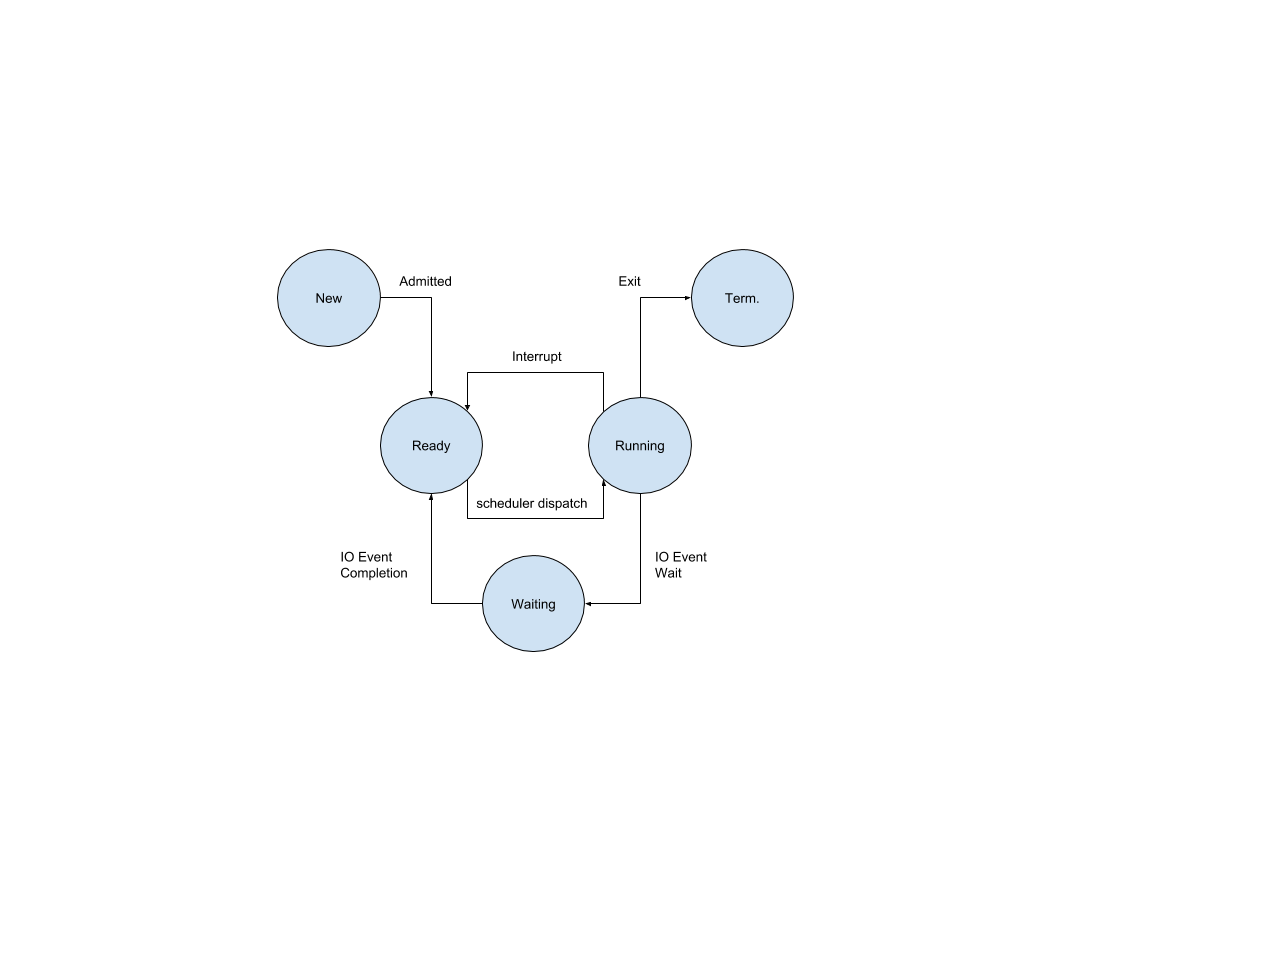 Admitted
Exit
New
Term.
Interrupt
Ready
Running
scheduler dispatch
IO Event
Completion
IO Event
Wait
Waiting